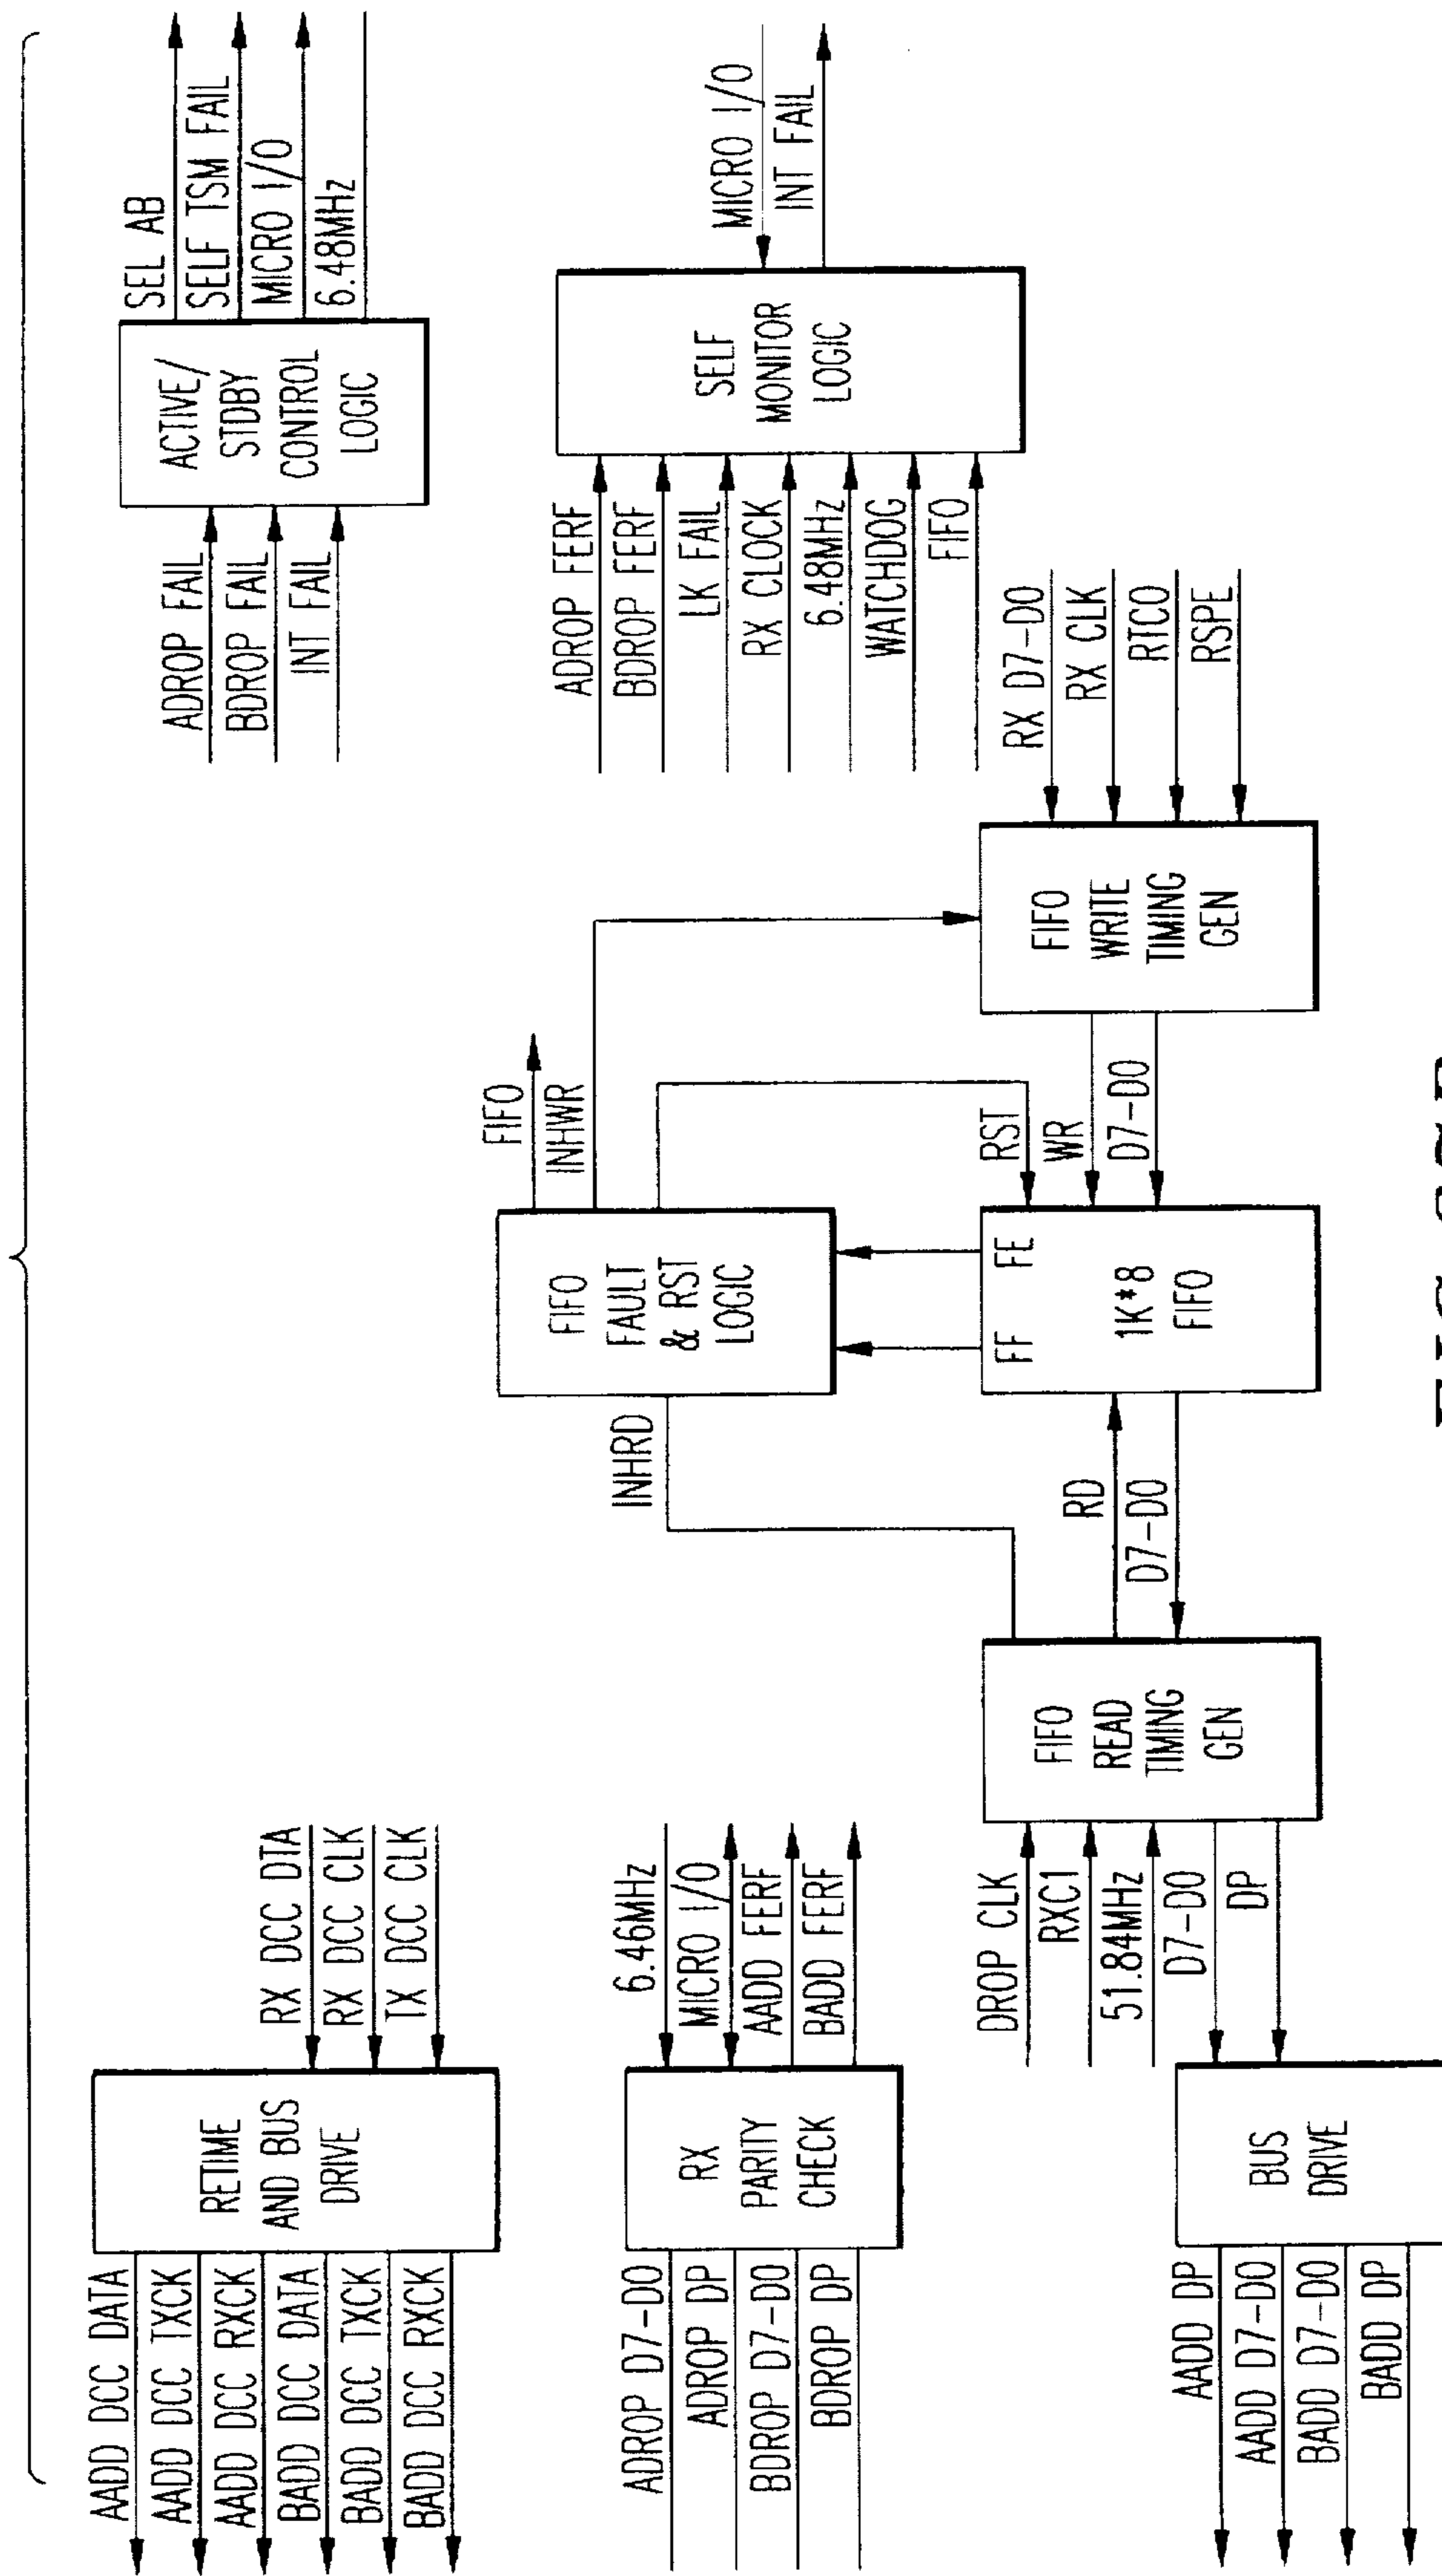 AADD DCC DATA
AADD DCC TXCK
AADD DCC RXCK
BADD DCC DATA
BADD DCC TXCK
BADD DCC RXCK
RETIME
AND BUS
DRIVE
RX DCC DTA
RX DCC CLK
TX DCC CLK
ADROP FAIL
BDROP FAIL
INT FAIL
ACTIVE/
STDBY
CONTROL
LOGIC
SEL AB
SELF TSM FAIL
MICRO I/O
6.48MHz
ADROP D7-D0
ADROP DP
BDROP D7-D0
BDROP DP
RX
PARITY
CHECK
6.46MHz
MICRO I/O
AADD FERF
BADD FERF
INHRD
FIFO
FAULT
& RST
LOGIC
FIFO
INHWR
ADROP FERF
BDROP FERF
LK FAIL
RX CLOCK
6.48MHz
WATCHDOG
FIFO
SELF
MONITOR
LOGIC
MICRO I/O
INT FAIL
DROP CLK
RXC1
51.84MHz
D7-D0
DP
FIFO
READ
TIMING
GEN
RD
D7-D0
FF
FE
1K*8
FIFO
RST
WR
D7-D0
FIFO
WRITE
TIMING
GEN
RX D7-D0
RX CLK
RTCO
RSPE
AADD DP
AADD D7-D0
BADD D7-D0
BADD DP
BUS
DRIVE